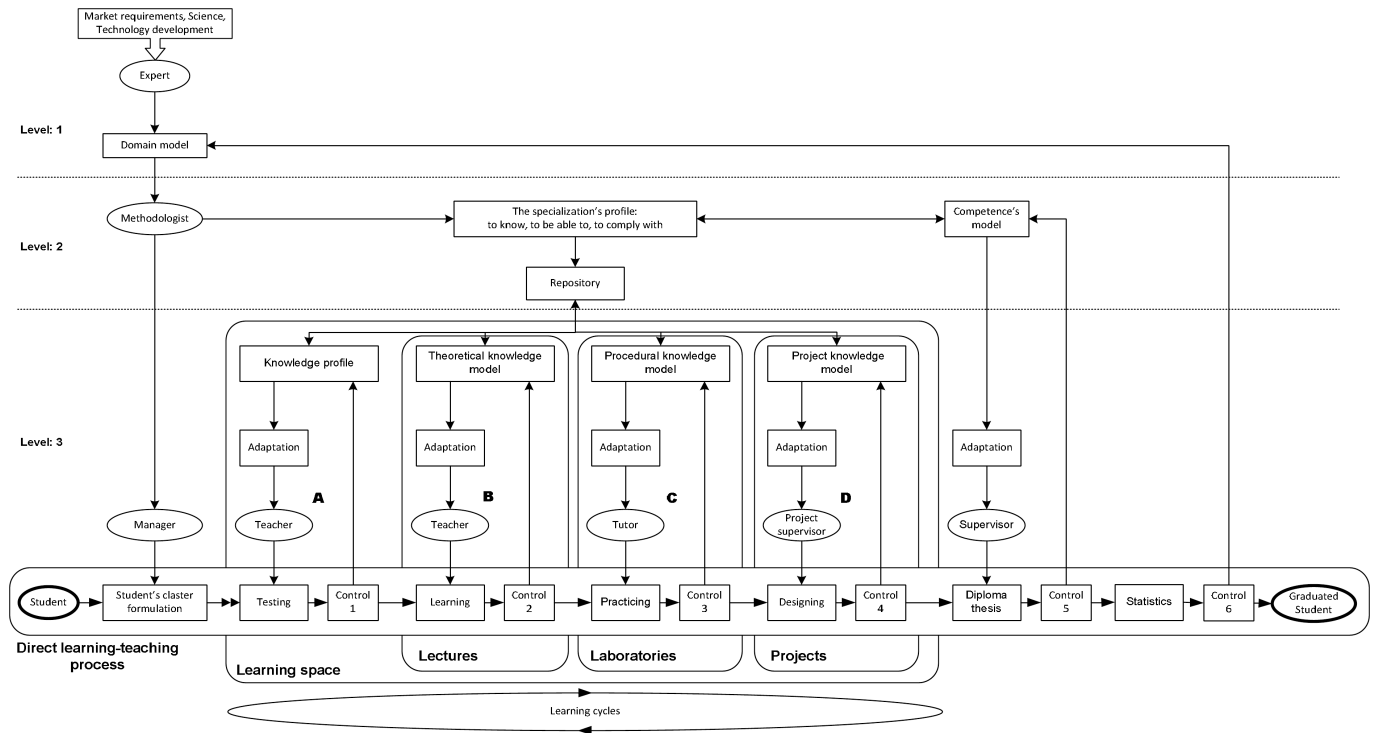 Market requirements, Science,
Technology development
Expert
Level: 1
Domain model
Methodologist
The specialization's profile:
to know, to be able to, to comply with
Competence's
model
Level: 2
Repository
Knowledge profile
Theoretical knowledge
model
Procedural knowledge
model
Project knowledge
model
Level: 3
Adaptation
Adaptation
Adaptation
Adaptation
Adaptation
A
B
C
D
Manager
Teacher
Teacher
Tutor
Project
supervisor
Supervisor
Student
Student's claster
formulation
Testing
Control
1
Learning
Control
2
Practicing
Control
3
Designing
Control
4
Diploma
thesis
Control
5
Statistics
Control
6
Graduated
Student
Direct learning-teaching
process
Learning space
Lectures
Laboratories
Projects
Learning cycles